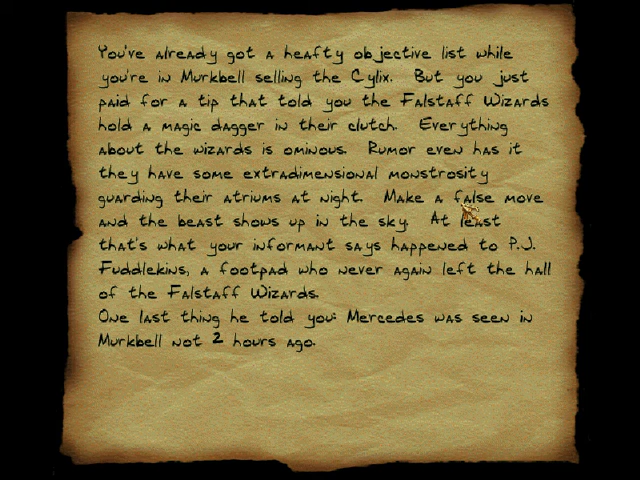 You've already got a heafty objective list while
you're in Murkbell selling the Cylix. But you just
paid for a tip that told you the Falstaff Wizards
hold a magic dagger in their clutch. Everything
about the wizards is ominous. Rumor even has it
they have some extradimensional monstrosity
guarding their atriums at night. Make a false move
and the beast shows up in the sky. At least
that's what your informant says happened to P.J.
Fuddlekins, a footpad who never again left the hall
of the Falstaff Wizards.
One last thing he told you: Mercedes was seen in
Murkbell not 2 hours ago.